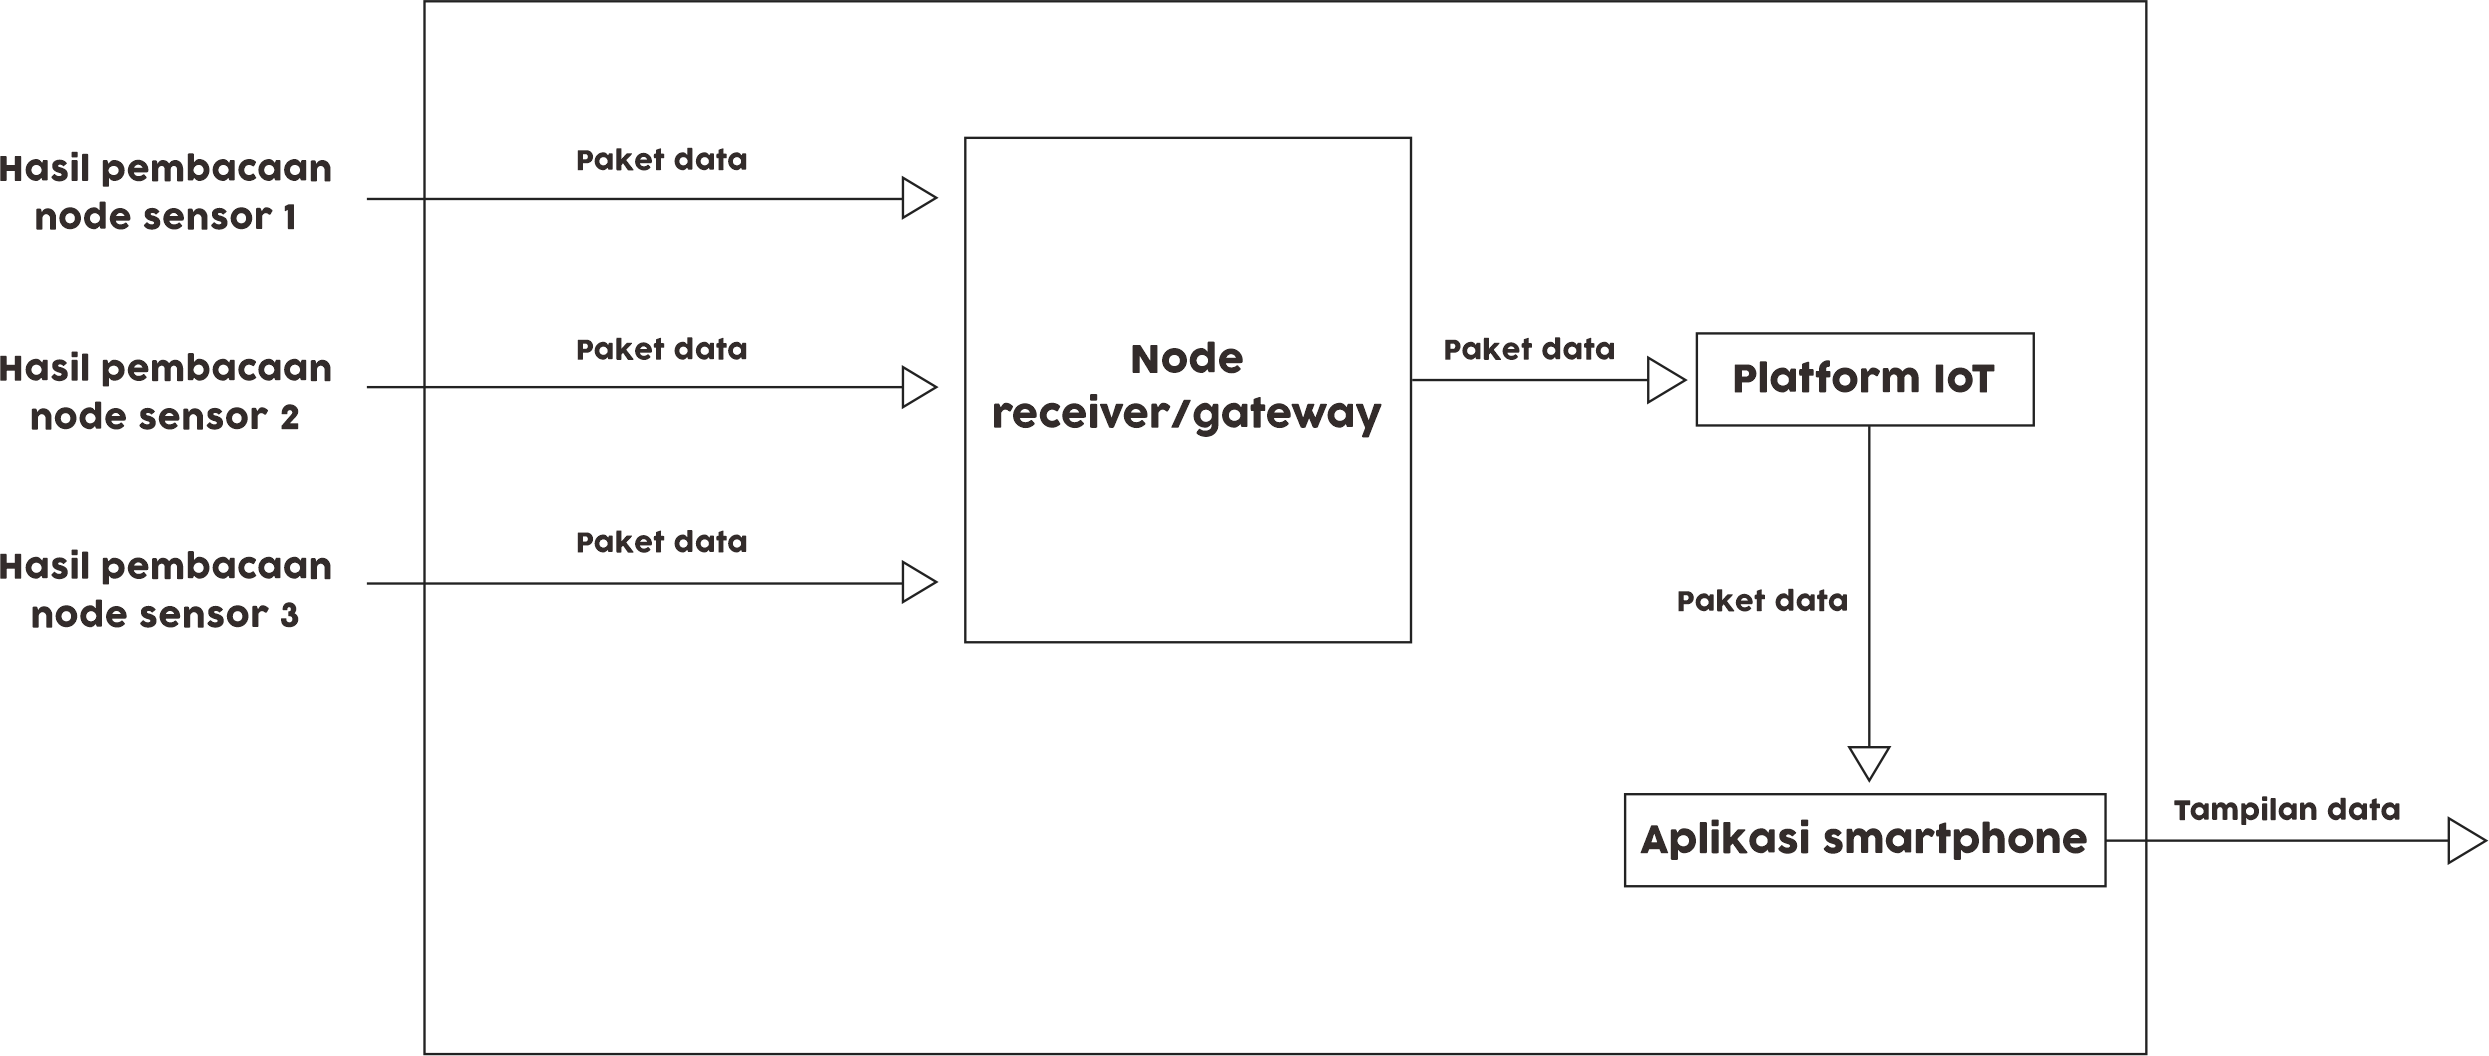 Hasil pembacaan
node sensor 1
Paket data
Hasil pembacaan
node sensor 2
Paket data
Hasil pembacaan
node sensor 3
Paket data
Node
receiver/gateway
Paket data
Platform IoT
Paket data
Aplikasi smartphone
Tampilan data